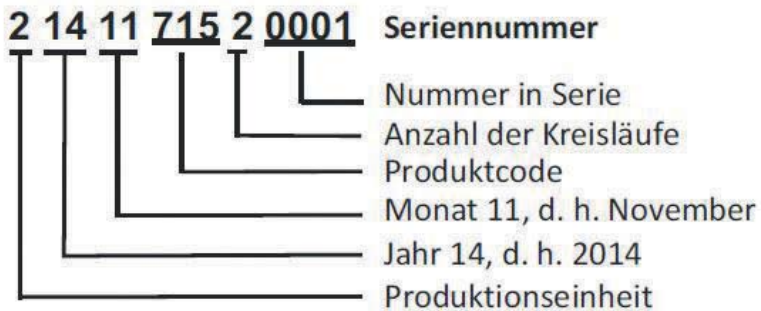 2 14 11 715 2 0001 Seriennummer
Nummer in Serie
Anzahl der Kreisläufe
Produktcode
Monat 11, d. h. November
Jahr 14, d. h. 2014
Produktionseinheit